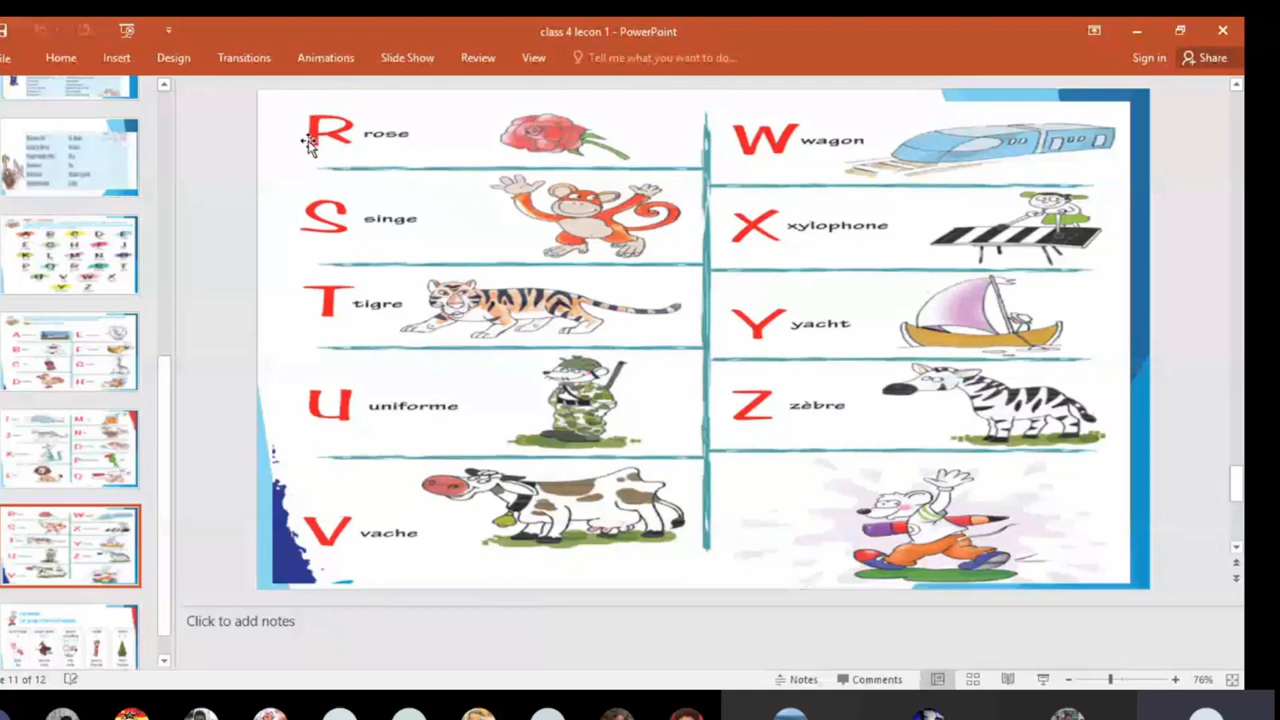 class 4 lecon 1 - PowerPoint
Home Insert Design Transitions Animations Slide Show Review View Tell me what you want to do... Sign in Share
R rose
S singe
T tigre
U uniforme
V vache
W wagon
X xylophone
Y yacht
Z zèbre
Click to add notes
11 of 12 Notes Comments 76%